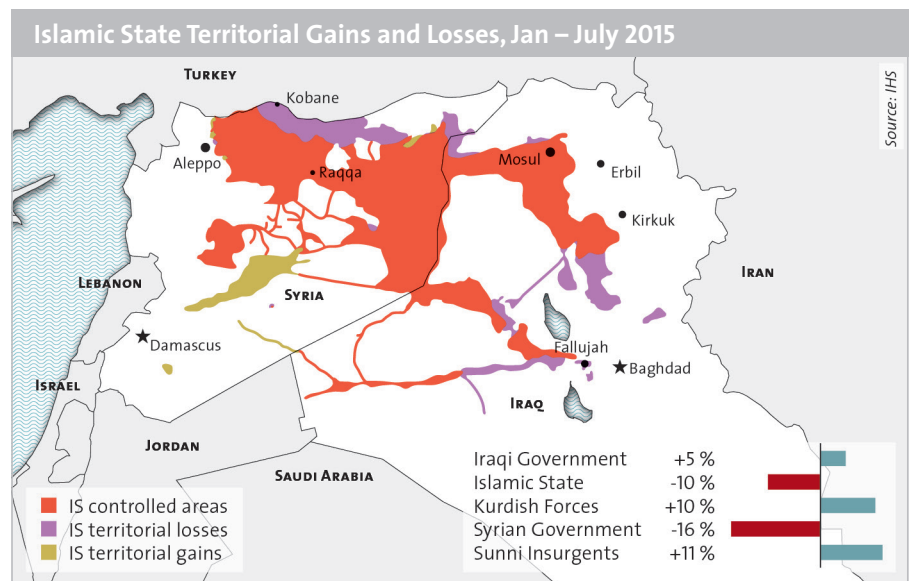 Islamic State Territorial Gains and Losses, Jan – July 2015
Source: IHS
Turkey
Kobane
Aleppo
Raqqa
Mosul
Erbil
Kirkuk
Iran
Lebanon
Syria
Damascus
Fallujah
Baghdad
Israel
Iraq
Jordan
Saudi Arabia
IS controlled areas
IS territorial losses
IS territorial gains
Iraqi Government +5 %
Islamic State -10 %
Kurdish Forces +10 %
Syrian Government -16 %
Sunni Insurgents +11 %